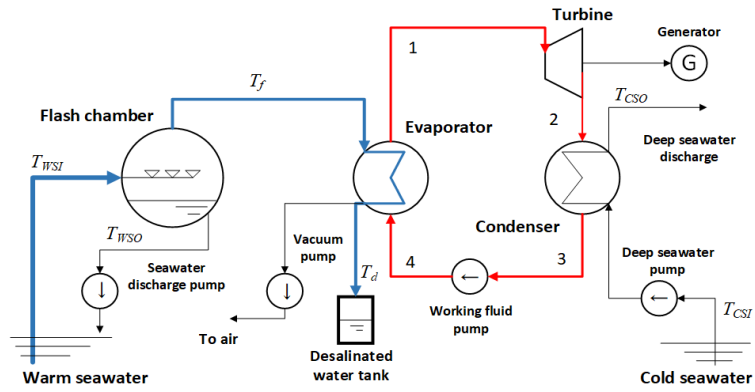 Turbine
Generator
G
1
T_f
Flash chamber
2
T_CSO
Evaporator
Deep seawater
discharge
T_WSI
T_WSO
Condenser
Vacuum
pump
4
3
Seawater
discharge pump
T_d
Deep seawater
pump
↓
↓
←
←
T_CSI
Working fluid
pump
To air
Desalinated
water tank
Warm seawater
Cold seawater